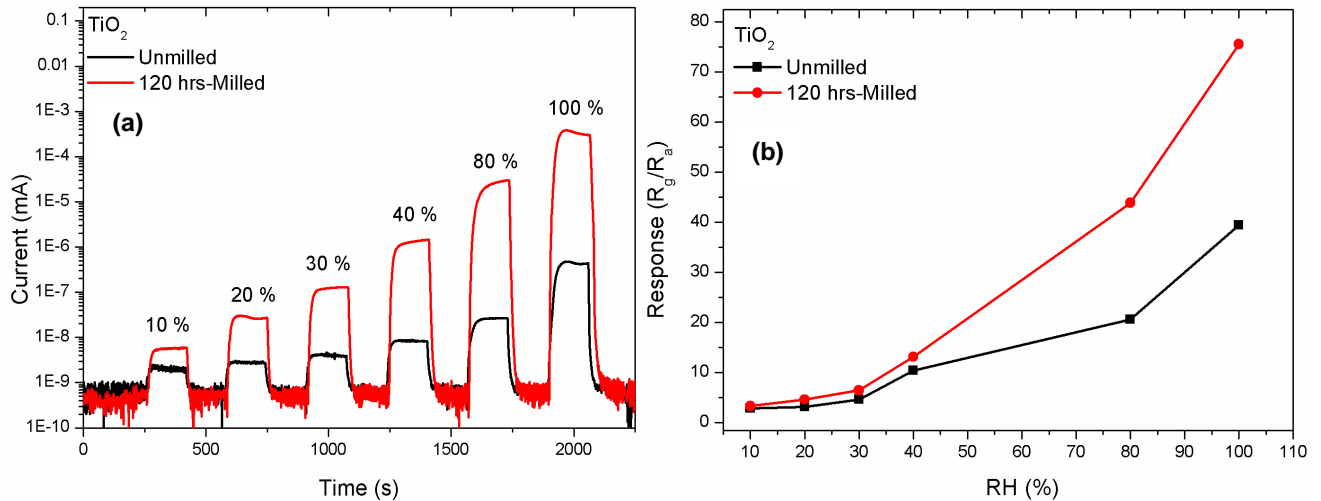 TiO2
Unmilled
120 hrs-Milled
(a)
10 %
20 %
30 %
40 %
80 %
100 %
0.1
0.01
1E-3
1E-4
1E-5
1E-6
1E-7
1E-8
1E-9
1E-10
Current (mA)
0 500 1000 1500 2000
Time (s)
TiO2
Unmilled
120 hrs-Milled
(b)
80
70
60
50
40
30
20
10
0
Response (Rg/Ra)
10 20 30 40 50 60 70 80 90 100 110
RH (%)